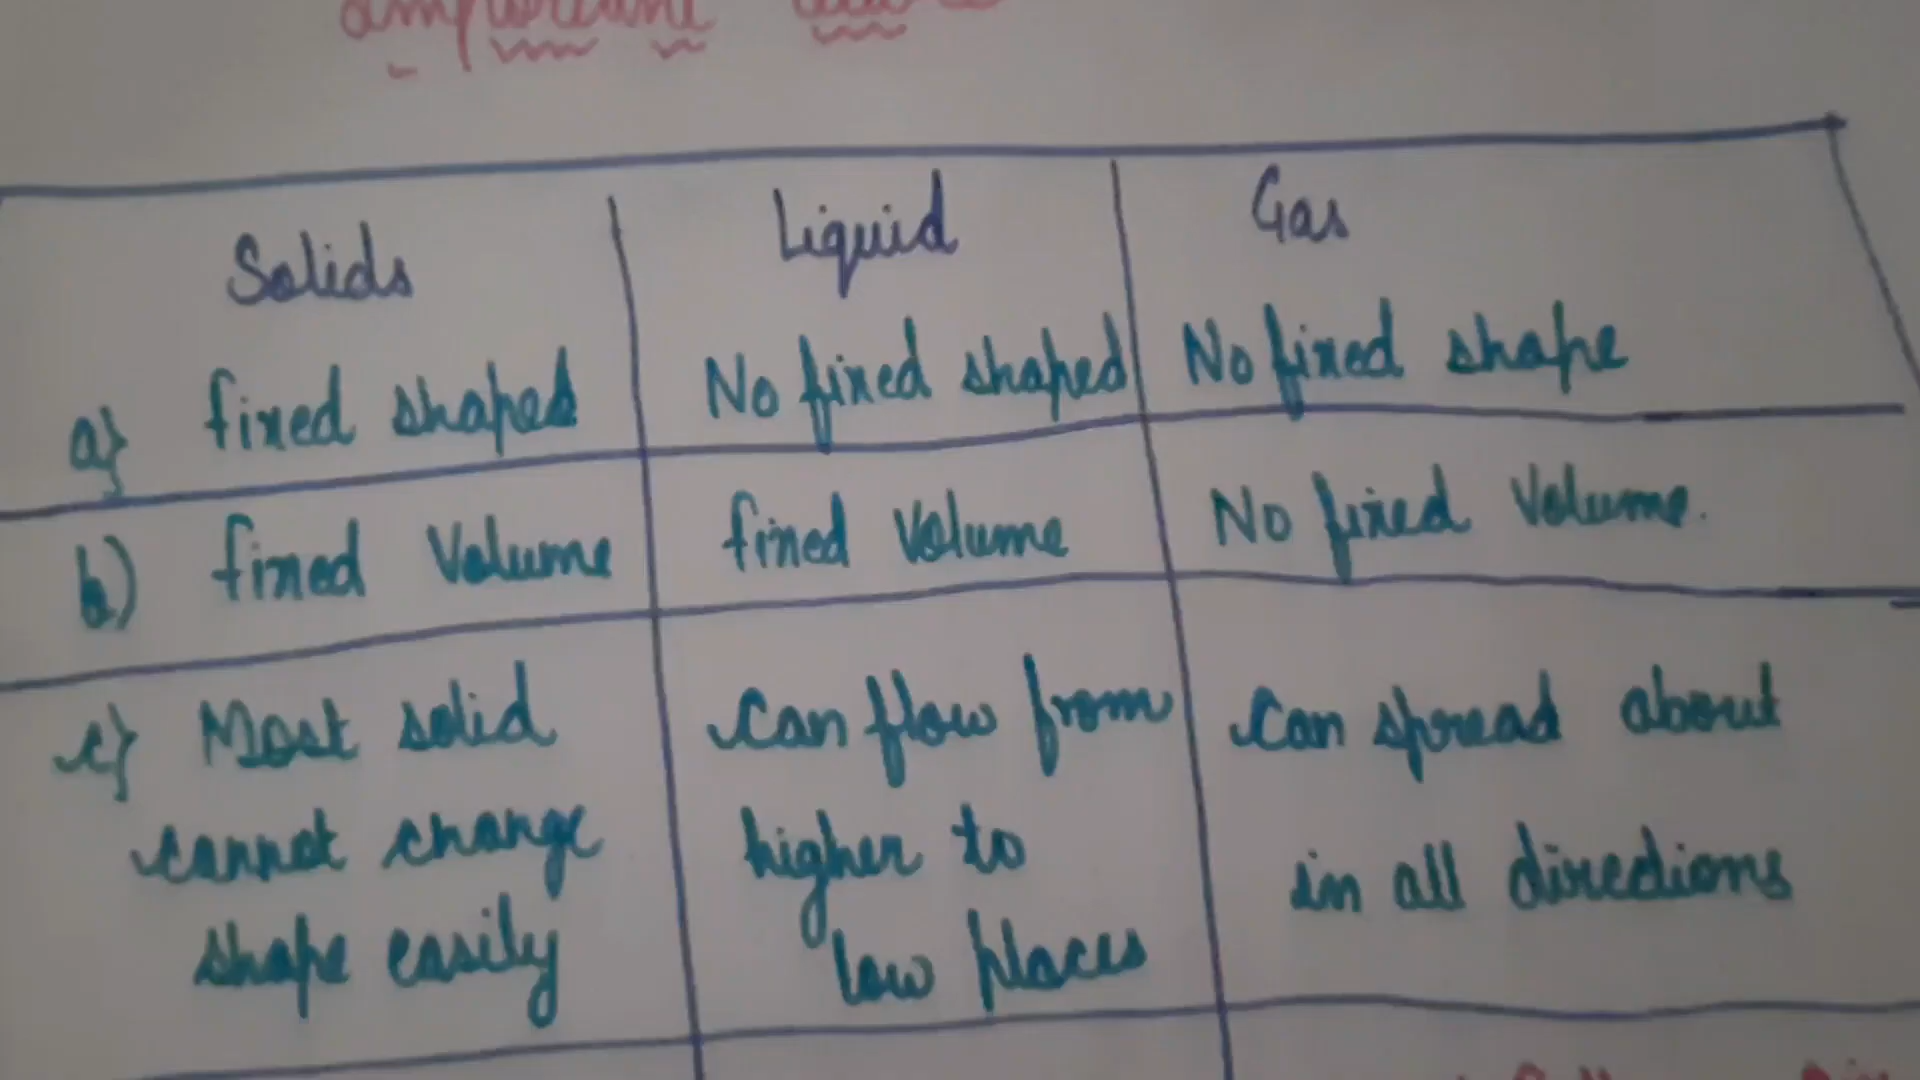 important
Solids Liquid Gas
a) fixed shaped No fixed shaped No fixed shape
b) fixed Volume fixed Volume No fixed Volume.
c) Most solid can flow from can spread about
cannot change higher to in all directions
shape easily low places